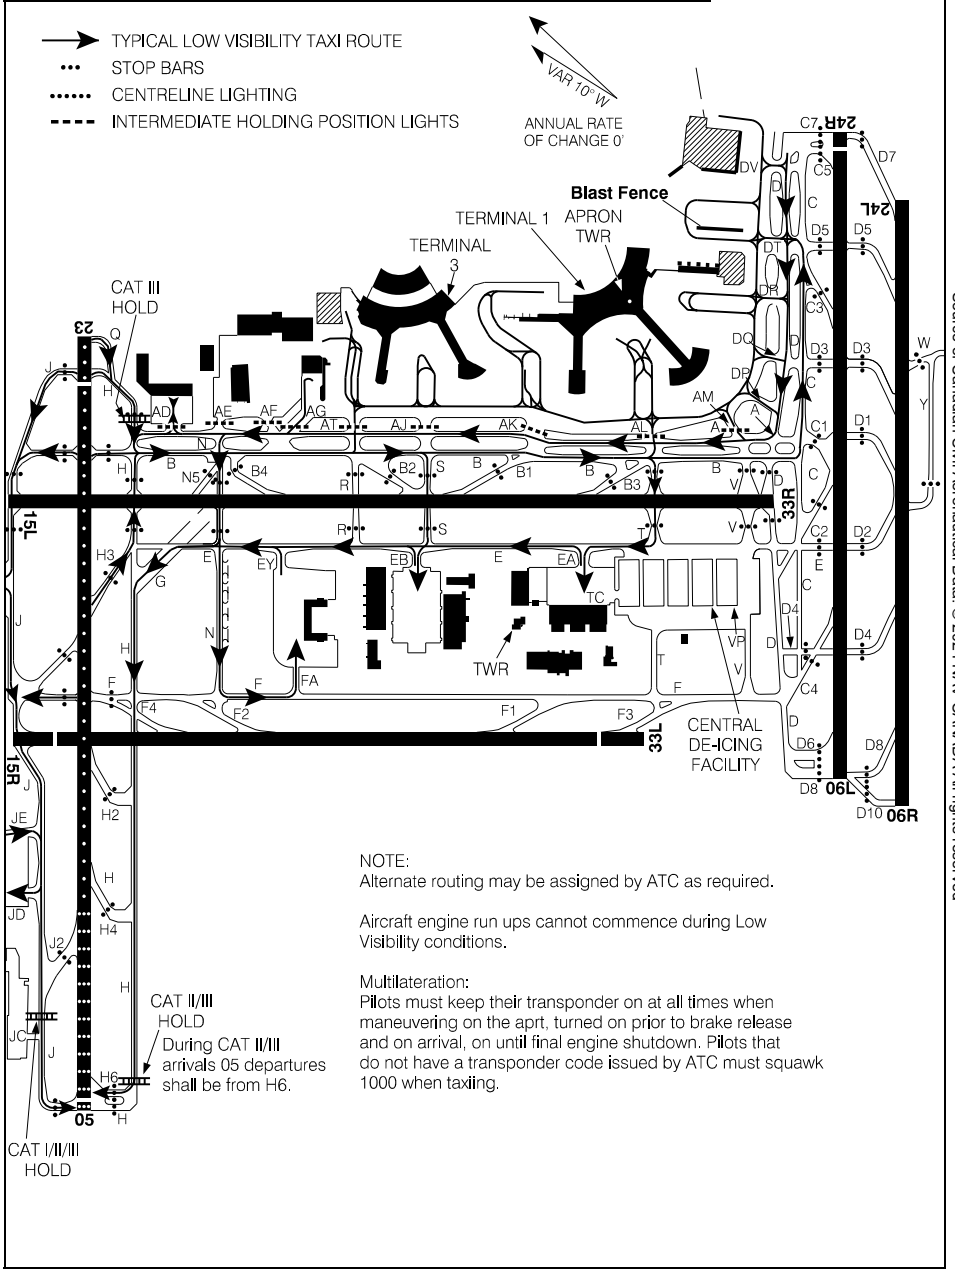 TYPICAL LOW VISIBILITY TAXI ROUTE
STOP BARS
CENTRELINE LIGHTING
INTERMEDIATE HOLDING POSITION LIGHTS
VAR 10° W
ANNUAL RATE
OF CHANGE 0'
C7
24R
D7
C5
DV
D
C
24L
Blast Fence
TERMINAL 1
APRON
TWR
TERMINAL
3
D5
D5
DT
CAT III
HOLD
DR
C3
23
Q
J
H
DQ
D
D3
D3
W
C
DP
Y
CAT
AD
AE
AF
AG
AT
AJ
AK
AL
AM
A
A
C1
D1
N
H
B
N5
B4
R
B2
S
B
B1
B
B3
B
V
D
C
15L
33R
R
S
T
V
C2
D2
E
H3
G
E
EY
EB
E
EA
C
J
TC
D4
H
N
TWR
VP
D
D4
T
V
F
F
FA
F
C4
F4
F2
F1
F3
CENTRAL
DE-ICING
FACILITY
D
33L
D6
D8
15R
J
D8
06L
D10
06R
JE
H2
H
JD
H4
J2
H
JC
J
CAT II/III
HOLD
During CAT II/III
arrivals 05 departures
shall be from H6.
H6
05
H
CAT I/II/III
HOLD
NOTE:
Alternate routing may be assigned by ATC as required.
Aircraft engine run ups cannot commence during Low
Visibility conditions.
Multilateration:
Pilots must keep their transponder on at all times when
maneuvering on the aprt, turned on prior to brake release
and on arrival, on until final engine shutdown. Pilots that
do not have a transponder code issued by ATC must squawk
1000 when taxiing.